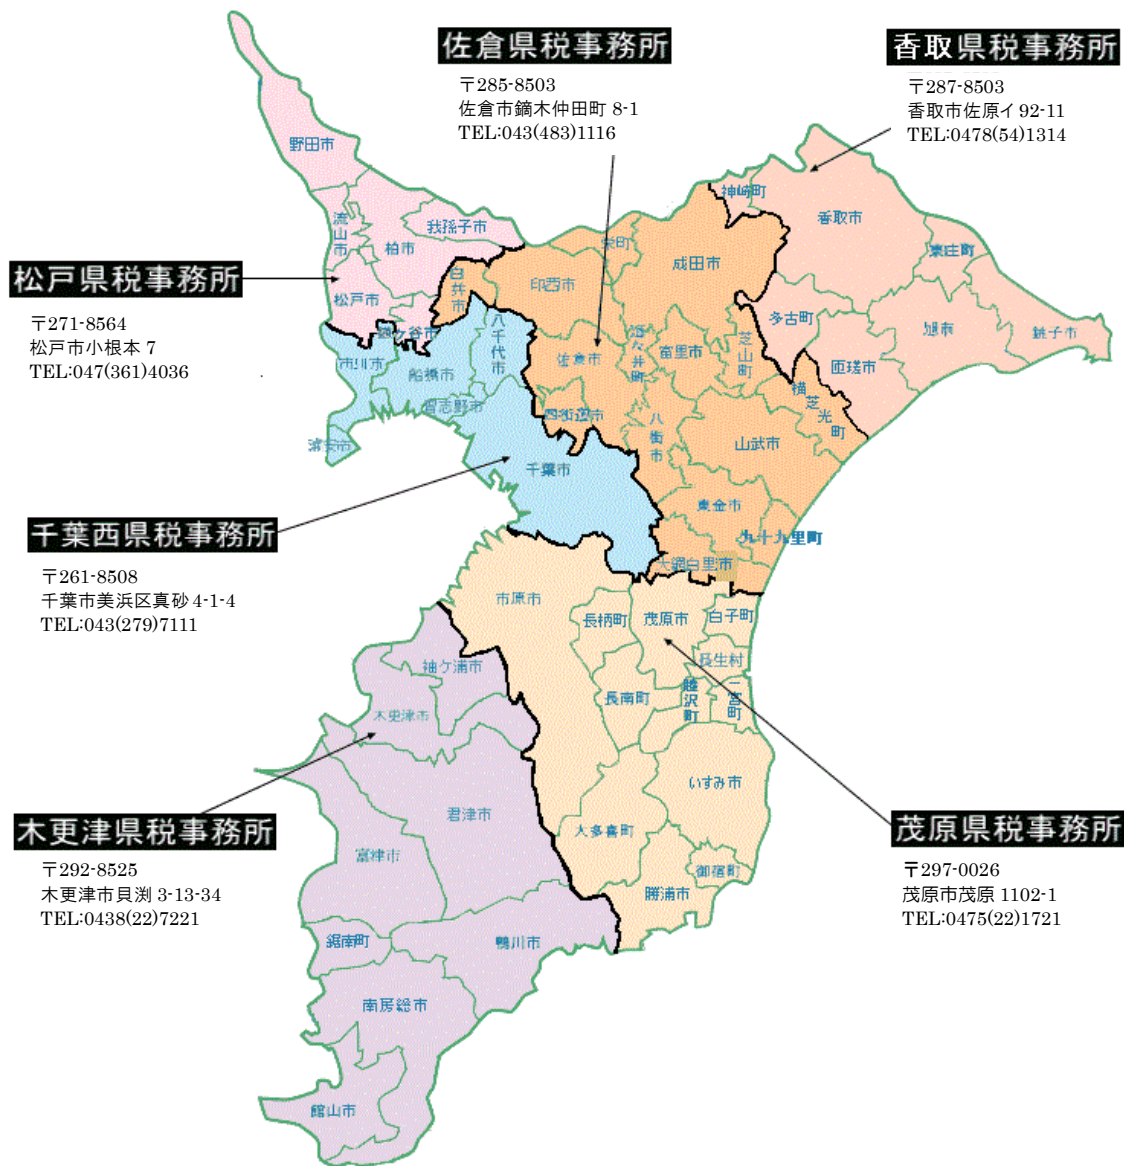 佐倉県税事務所
〒285-8503
佐倉市鏑木仲田町 8-1
TEL:043(483)1116
香取県税事務所
〒287-8503
香取市佐原イ 92-11
TEL:0478(54)1314
松戸県税事務所
〒271-8564
松戸市小根本 7
TEL:047(361)4036
千葉西県税事務所
〒261-8508
千葉市美浜区真砂 4-1-4
TEL:043(279)7111
木更津県税事務所
〒292-8525
木更津市貝渕 3-13-34
TEL:0438(22)7221
茂原県税事務所
〒297-0026
茂原市茂原 1102-1
TEL:0475(22)1721
野田市
流山市
我孫子市
柏市
松戸市
鎌ケ谷市
白井市
印西市
栄町
成田市
神崎町
香取市
東庄町
多古町
旭市
銚子市
匝瑳市
市川市
船橋市
八千代市
習志野市
浦安市
千葉市
佐倉市
酒々井町
富里市
芝山町
横芝光町
四街道市
八街市
山武市
東金市
九十九里町
大網白里市
市原市
長柄町
茂原市
白子町
長生村
長南町
睦沢町
一宮町
いすみ市
大多喜町
御宿町
勝浦市
袖ケ浦市
木更津市
君津市
富津市
鋸南町
鴨川市
南房総市
館山市